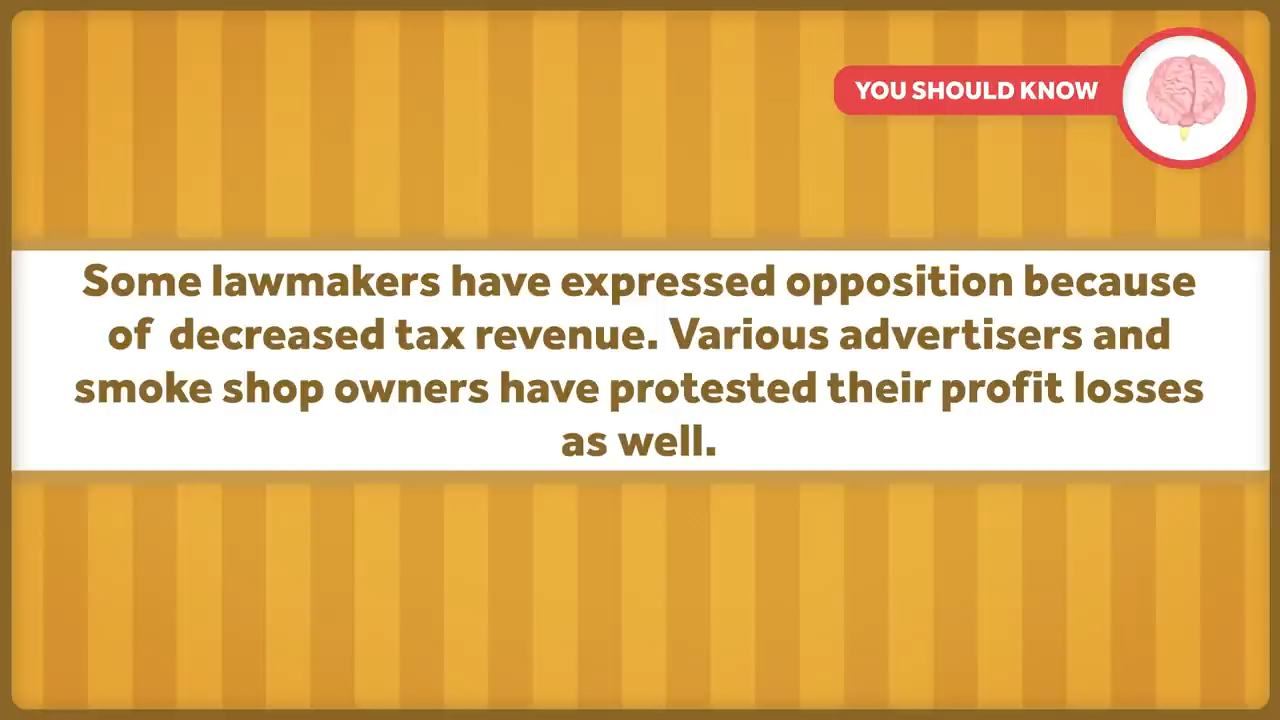 YOU SHOULD KNOW
Some lawmakers have expressed opposition because
of decreased tax revenue. Various advertisers and
smoke shop owners have protested their profit losses
as well.